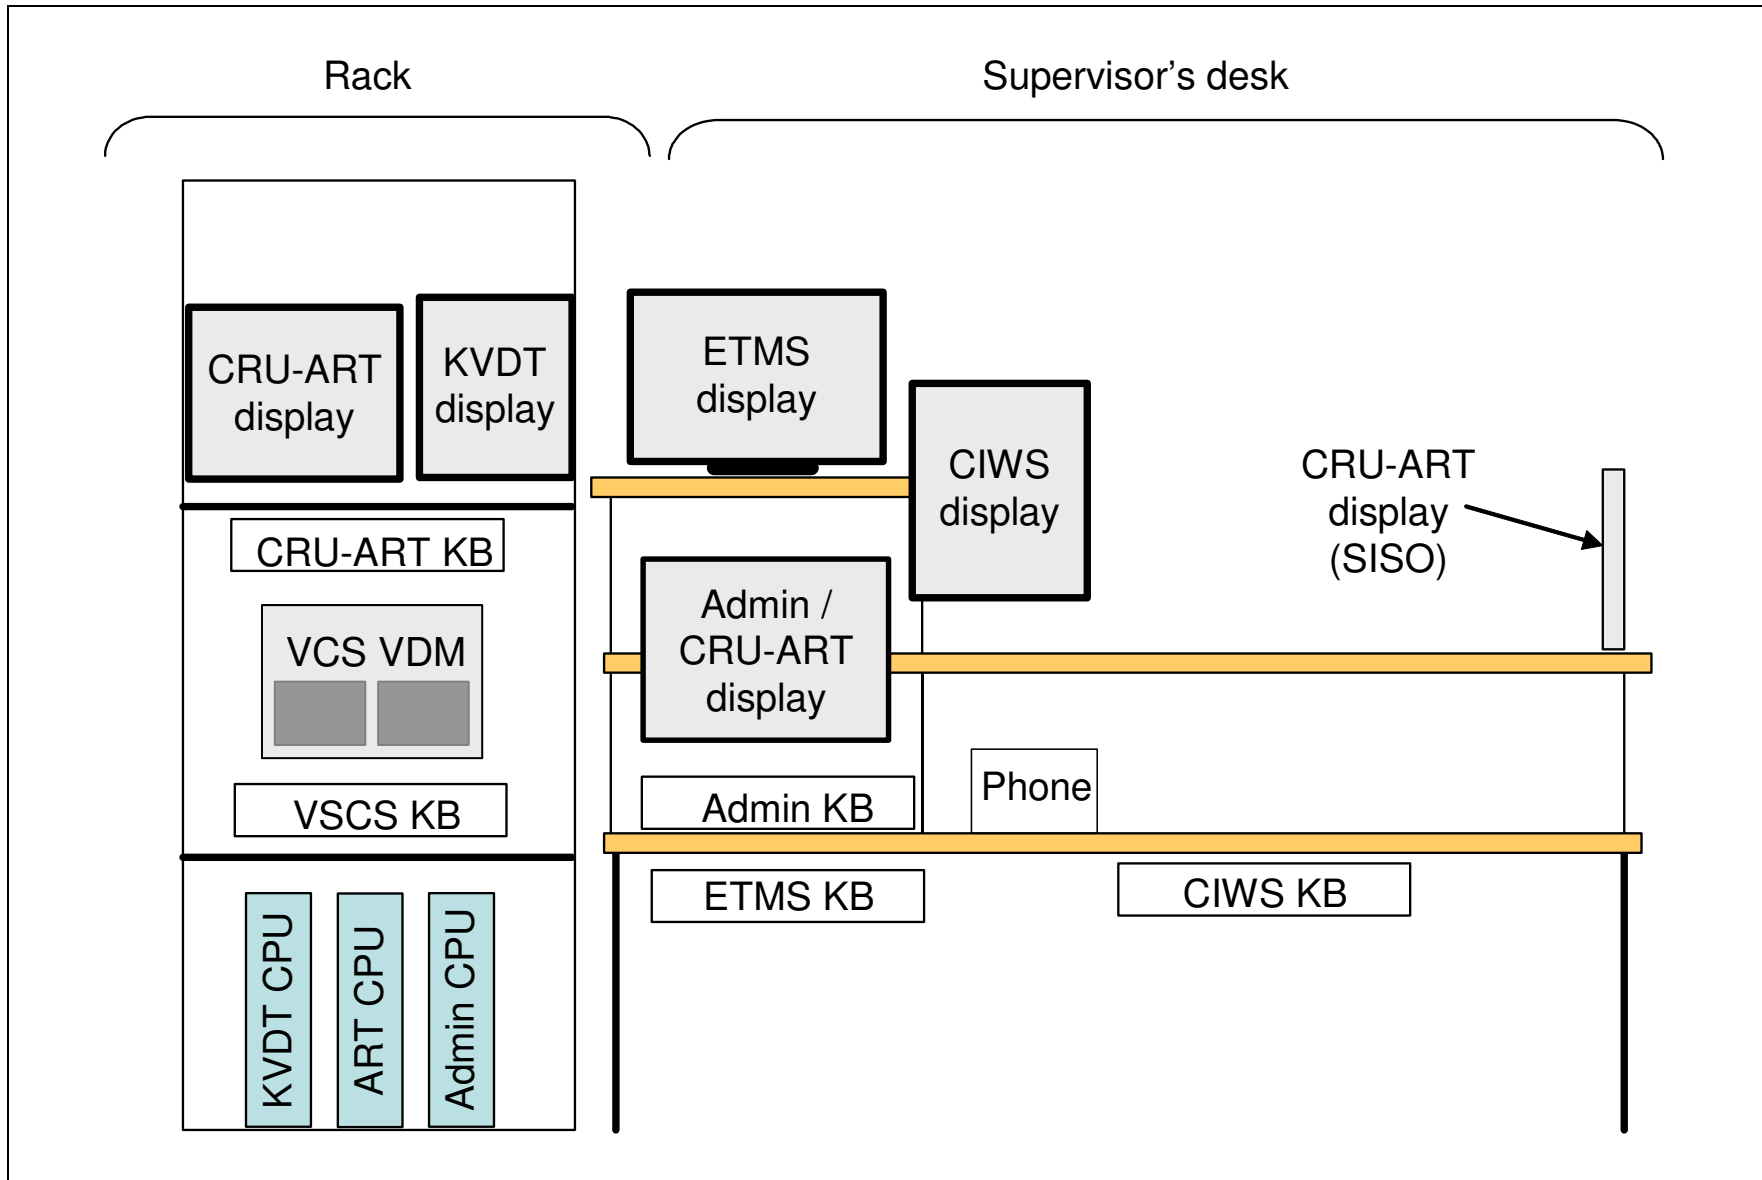 Rack
Supervisor's desk
CRU-ART
display
KVDT
display
ETMS
display
CIWS
display
CRU-ART
display
(SISO)
CRU-ART KB
Admin /
CRU-ART
display
VCS VDM
VSCS KB
Admin KB
Phone
ETMS KB
CIWS KB
KVDT CPU
ART CPU
Admin CPU